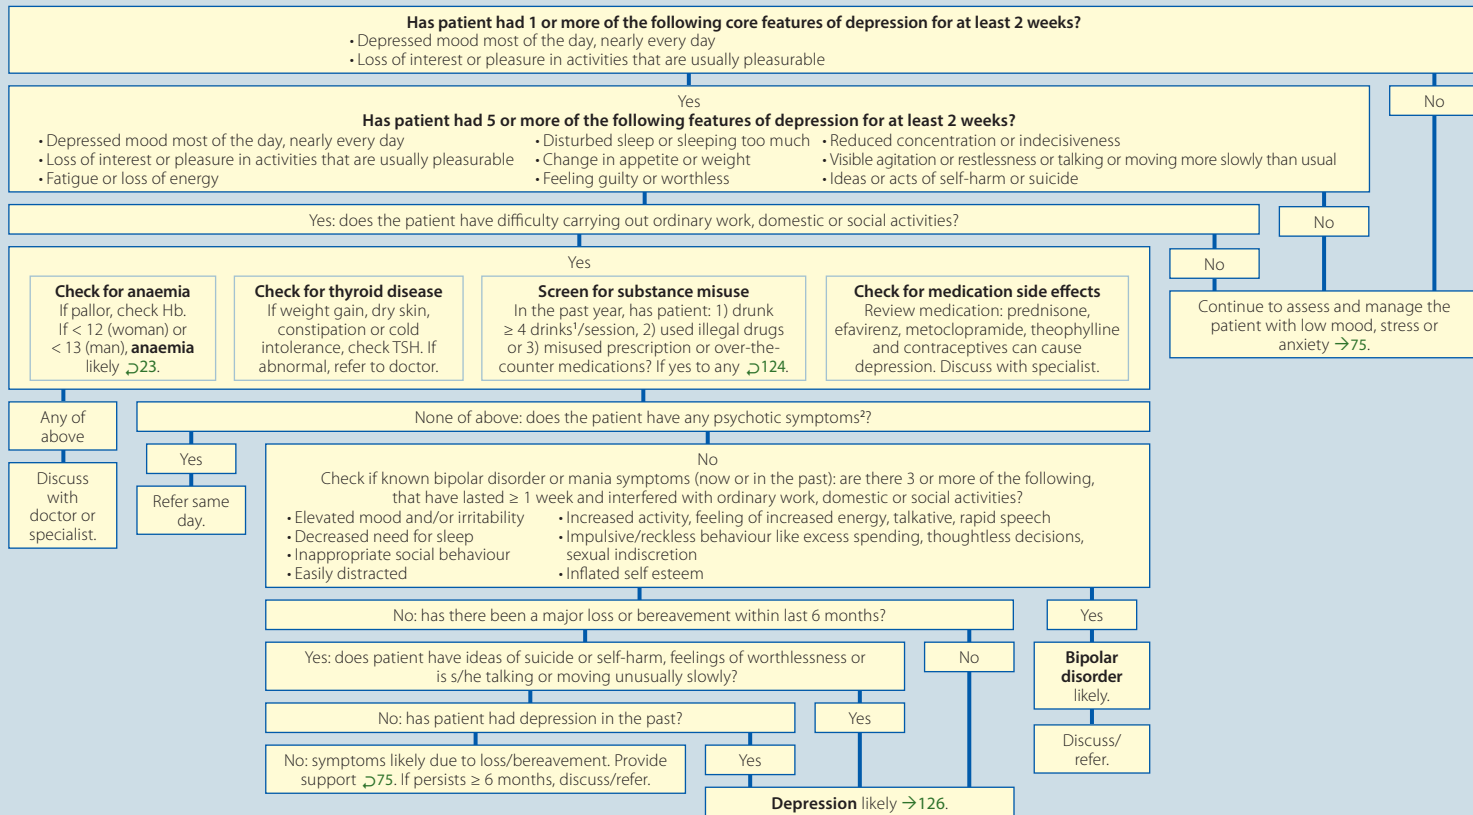 Has patient had 1 or more of the following core features of depression for at least 2 weeks?
• Depressed mood most of the day, nearly every day
• Loss of interest or pleasure in activities that are usually pleasurable
Yes
No
Has patient had 5 or more of the following features of depression for at least 2 weeks?
• Depressed mood most of the day, nearly every day
• Loss of interest or pleasure in activities that are usually pleasurable
• Fatigue or loss of energy
• Disturbed sleep or sleeping too much
• Change in appetite or weight
• Feeling guilty or worthless
• Reduced concentration or indecisiveness
• Visible agitation or restlessness or talking or moving more slowly than usual
• Ideas or acts of self-harm or suicide
Yes: does the patient have difficulty carrying out ordinary work, domestic or social activities?
No
Yes
No
Check for anaemia
If pallor, check Hb.
If < 12 (woman) or
< 13 (man), anaemia
likely ⮌23.
Check for thyroid disease
If weight gain, dry skin,
constipation or cold
intolerance, check TSH. If
abnormal, refer to doctor.
Screen for substance misuse
In the past year, has patient: 1) drunk
≥ 4 drinks¹/session, 2) used illegal drugs
or 3) misused prescription or over-the-
counter medications? If yes to any ⮌124.
Check for medication side effects
Review medication: prednisone,
efavirenz, metoclopramide, theophylline
and contraceptives can cause
depression. Discuss with specialist.
Continue to assess and manage the
patient with low mood, stress or
anxiety →75.
Any of
above
None of above: does the patient have any psychotic symptoms²?
Discuss
with
doctor or
specialist.
Yes
Refer same
day.
No
Check if known bipolar disorder or mania symptoms (now or in the past): are there 3 or more of the following,
that have lasted ≥ 1 week and interfered with ordinary work, domestic or social activities?
• Elevated mood and/or irritability
• Decreased need for sleep
• Inappropriate social behaviour
• Easily distracted
• Increased activity, feeling of increased energy, talkative, rapid speech
• Impulsive/reckless behaviour like excess spending, thoughtless decisions,
sexual indiscretion
• Inflated self esteem
No: has there been a major loss or bereavement within last 6 months?
Yes
Yes: does patient have ideas of suicide or self-harm, feelings of worthlessness or
is s/he talking or moving unusually slowly?
No
Bipolar
disorder
likely.
No: has patient had depression in the past?
Yes
Discuss/
refer.
No: symptoms likely due to loss/bereavement. Provide
support ⮌75. If persists ≥ 6 months, discuss/refer.
Yes
Depression likely →126.